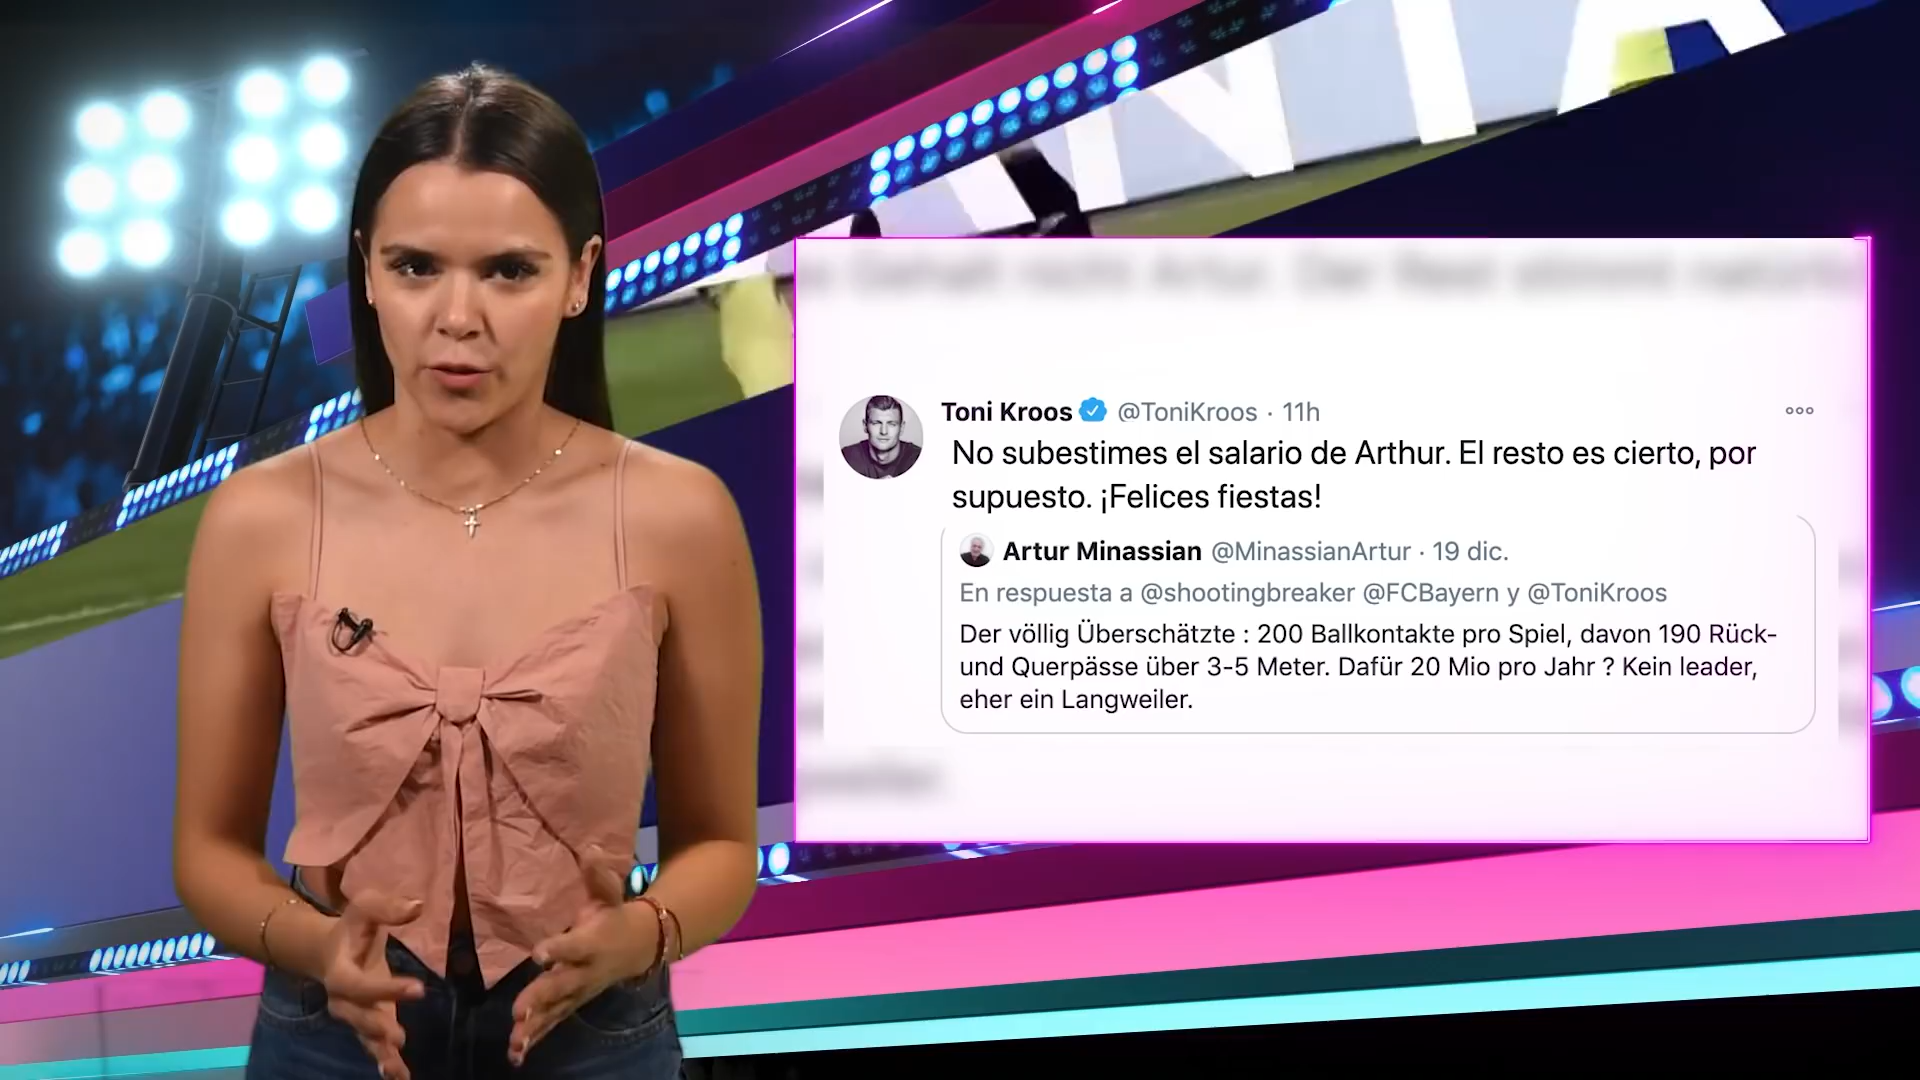 Toni Kroos @ToniKroos · 11h
No subestimes el salario de Arthur. El resto es cierto, por
supuesto. ¡Felices fiestas!
Artur Minassian @MinassianArtur · 19 dic.
En respuesta a @shootingbreaker @FCBayern y @ToniKroos
Der völlig Überschätzte : 200 Ballkontakte pro Spiel, davon 190 Rück-
und Querpässe über 3-5 Meter. Dafür 20 Mio pro Jahr ? Kein leader,
eher ein Langweiler.